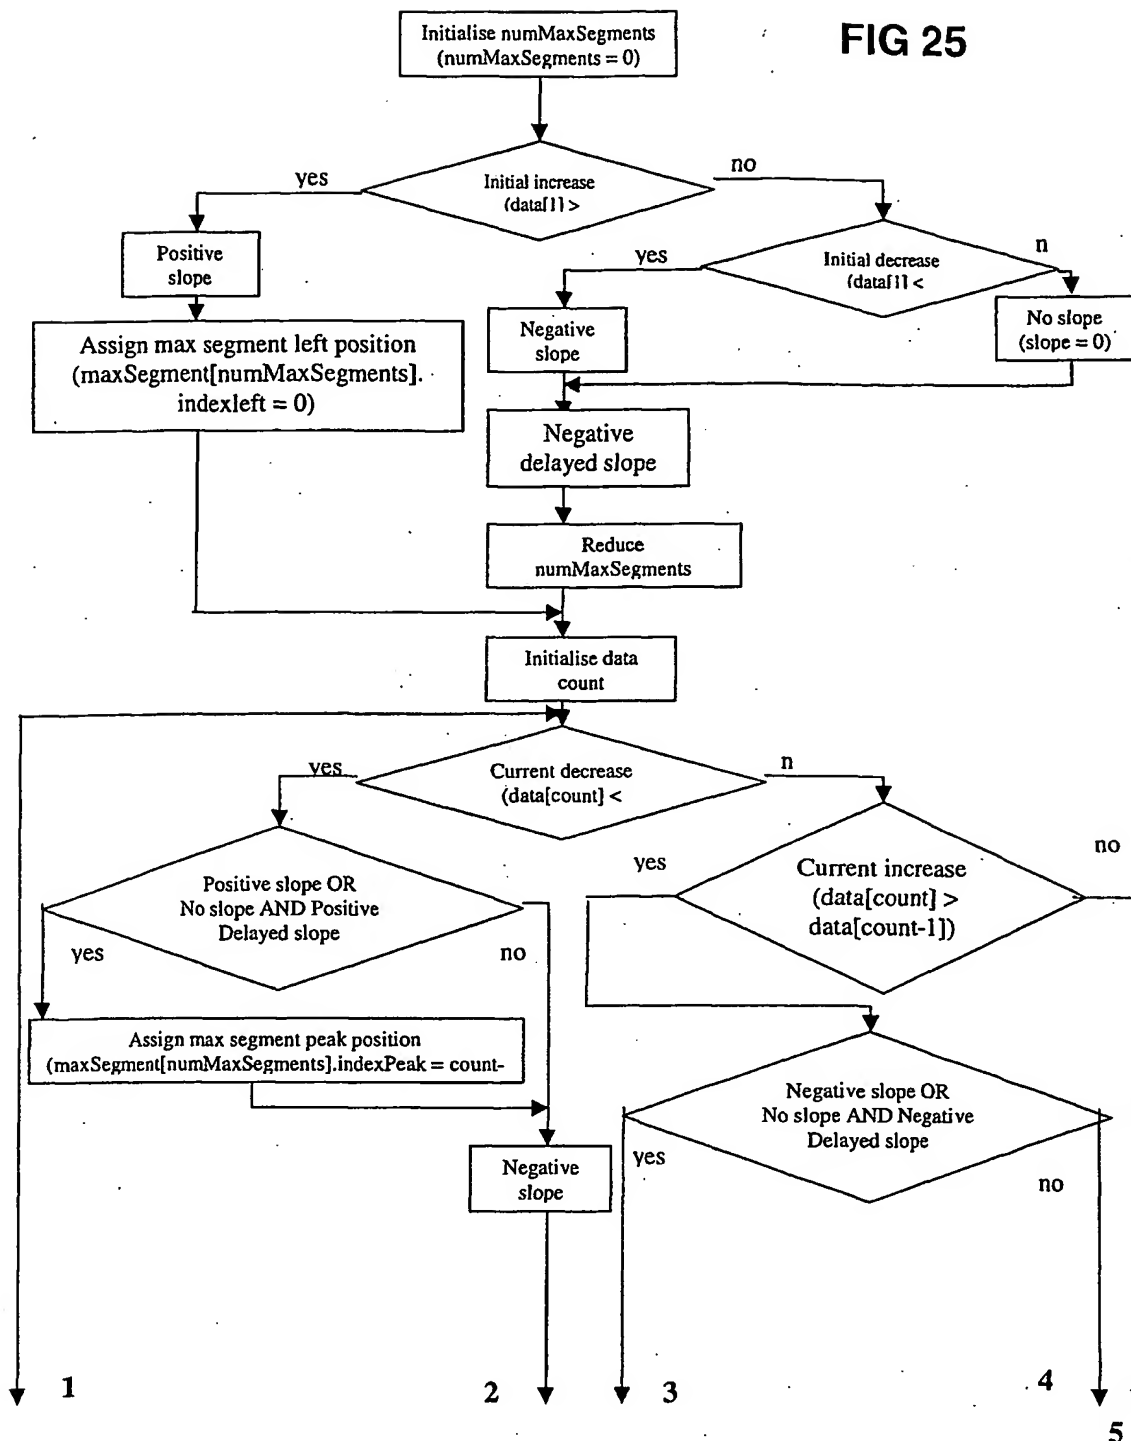 FIG 25
Initialise numMaxSegments
(numMaxSegments = 0)
yes
Initial increase
(data[1] >
no
Positive
slope
yes
Initial decrease
(data[1] <
n
Assign max segment left position
(maxSegment[numMaxSegments].
indexleft = 0)
Negative
slope
No slope
(slope = 0)
Negative
delayed slope
Reduce
numMaxSegments
Initialise data
count
yes
Current decrease
(data[count] <
n
Positive slope OR
No slope AND Positive
Delayed slope
yes
no
yes
Current increase
(data[count] >
data[count-1])
no
Assign max segment peak position
(maxSegment[numMaxSegments].indexPeak = count-
Negative slope OR
No slope AND Negative
Delayed slope
yes
no
Negative
slope
1
2
3
4
5